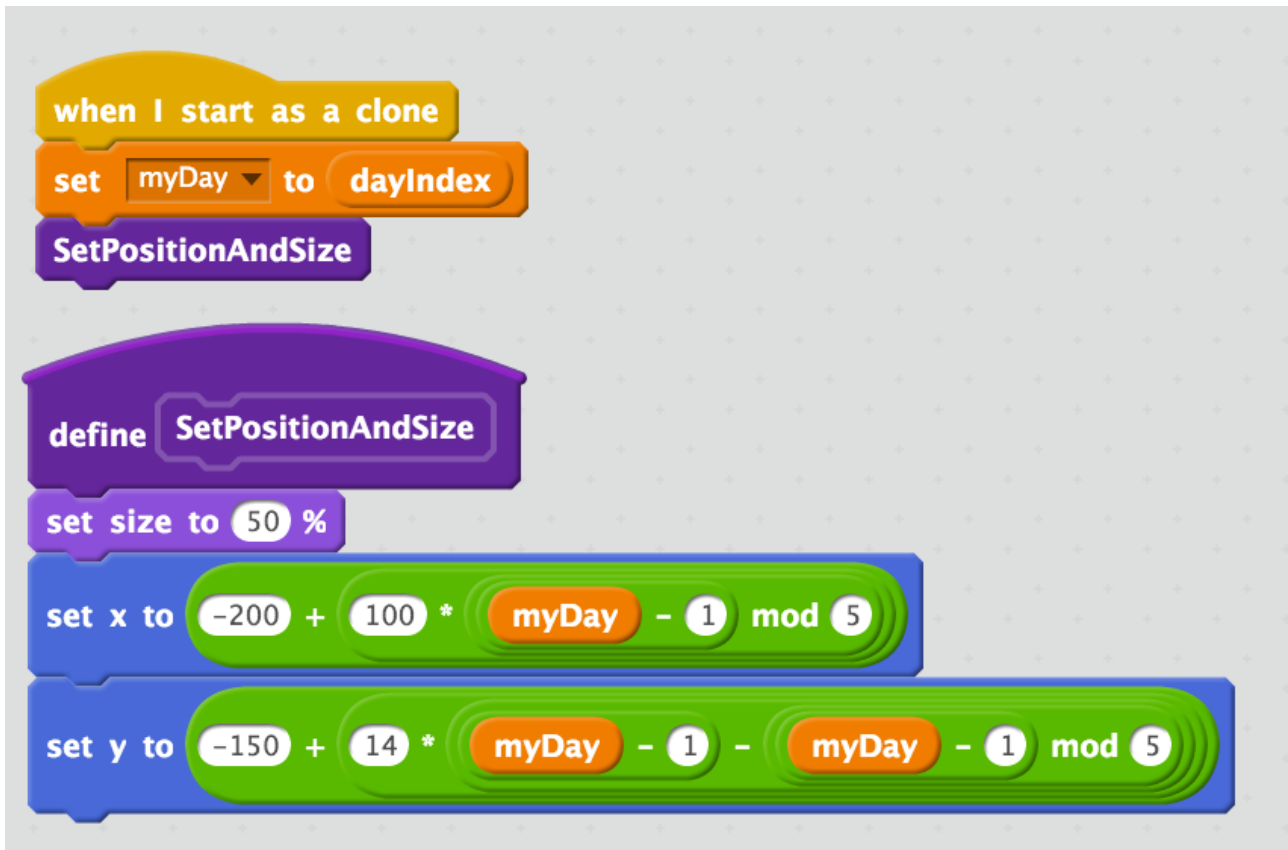 when I start as a clone
set myDay to dayIndex
SetPositionAndSize
define SetPositionAndSize
set size to 50 %
set x to -200 + 100 * myDay - 1 mod 5
set y to -150 + 14 * myDay - 1 - myDay - 1 mod 5